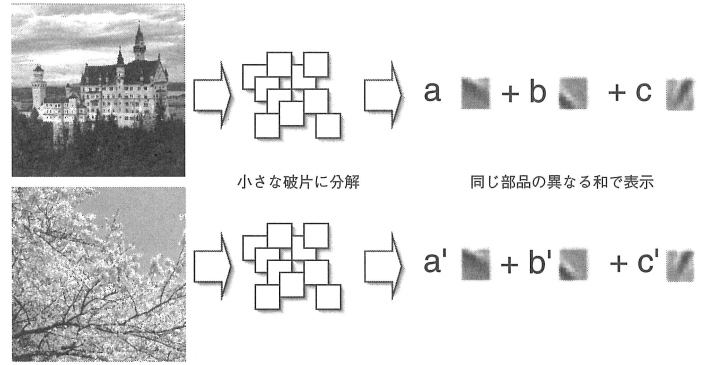 a + b + c
小さな破片に分解
同じ部品の異なる和で表示
a' + b' + c'